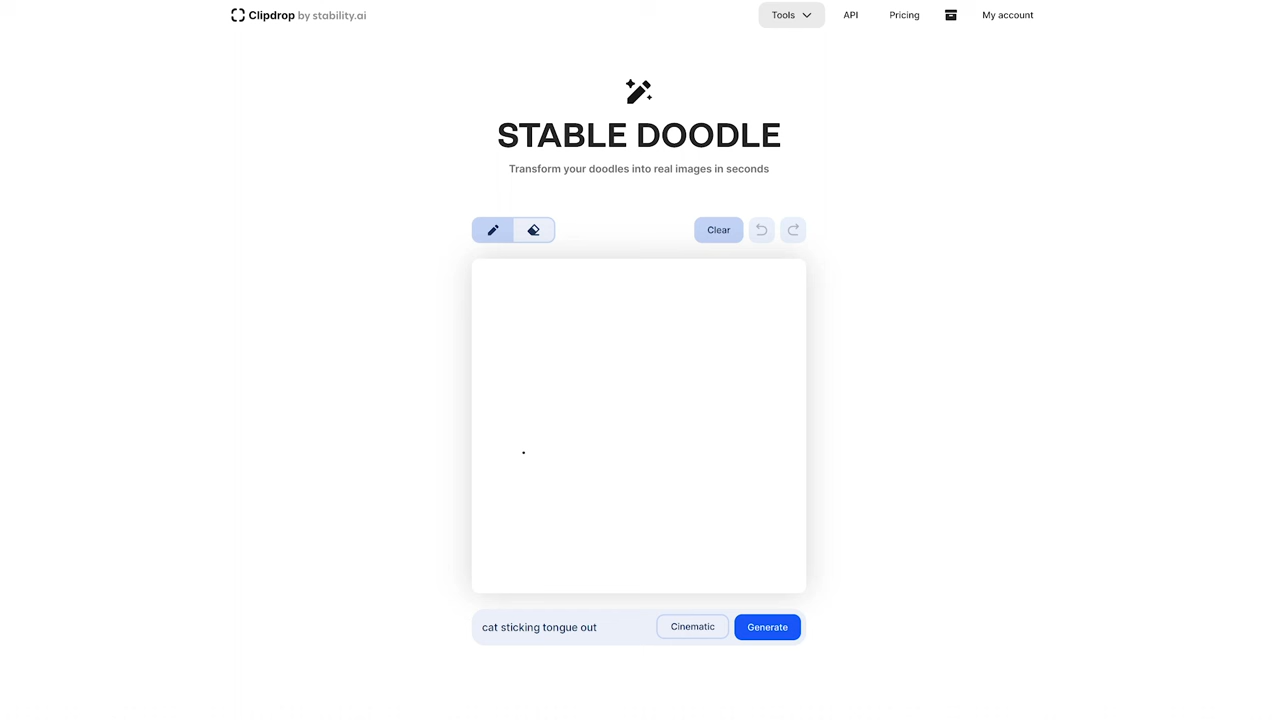 Clipdrop by stability.ai
Tools API Pricing My account
STABLE DOODLE
Transform your doodles into real images in seconds
Clear
cat sticking tongue out Cinematic Generate